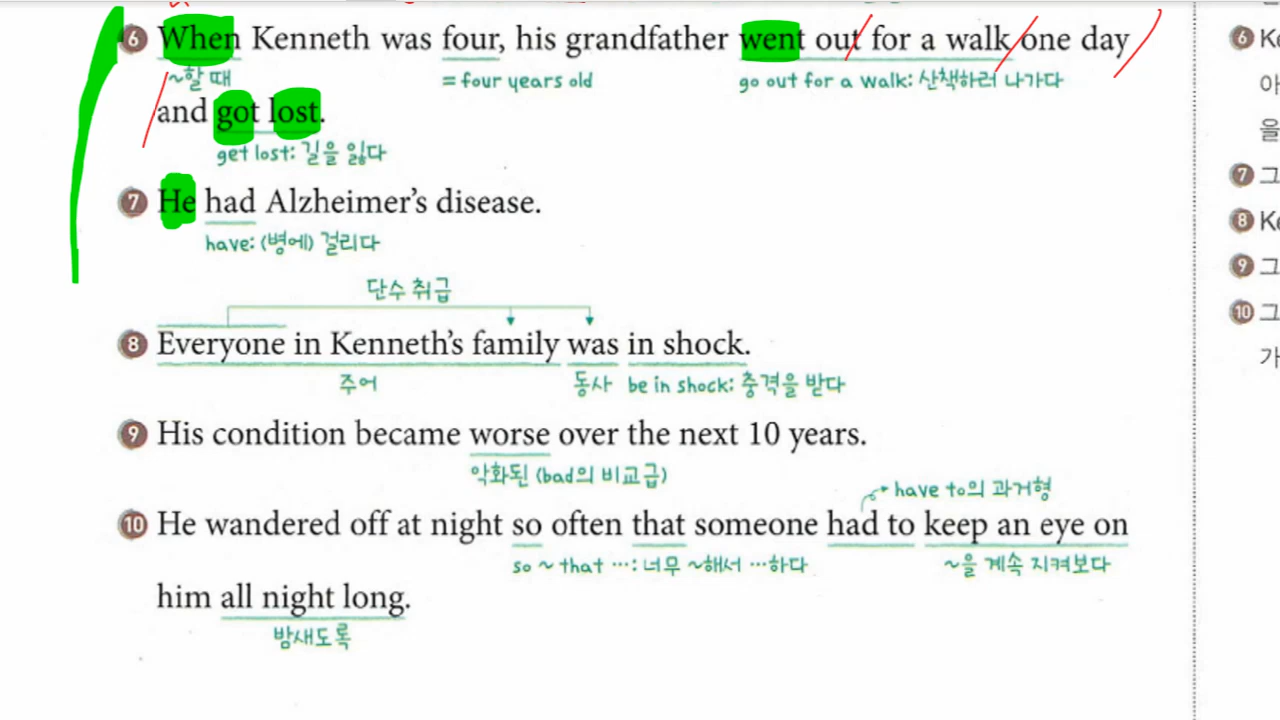 ⑥ When Kenneth was four, his grandfather went out for a walk one day
~할 때 = four years old go out for a walk: 산책하러 나가다
and got lost.
get lost: 길을 잃다
⑦ He had Alzheimer's disease.
have: (병에) 걸리다
단수 취급
⑧ Everyone in Kenneth's family was in shock.
주어 동사 be in shock: 충격을 받다
⑨ His condition became worse over the next 10 years.
악화된 (bad의 비교급)
have to의 과거형
⑩ He wandered off at night so often that someone had to keep an eye on
so ~ that …: 너무 ~해서 …하다 ~을 계속 지켜보다
him all night long.
밤새도록
⑥ Ke
을
⑦ 그
⑧ Ke
⑨ 그
⑩ 그